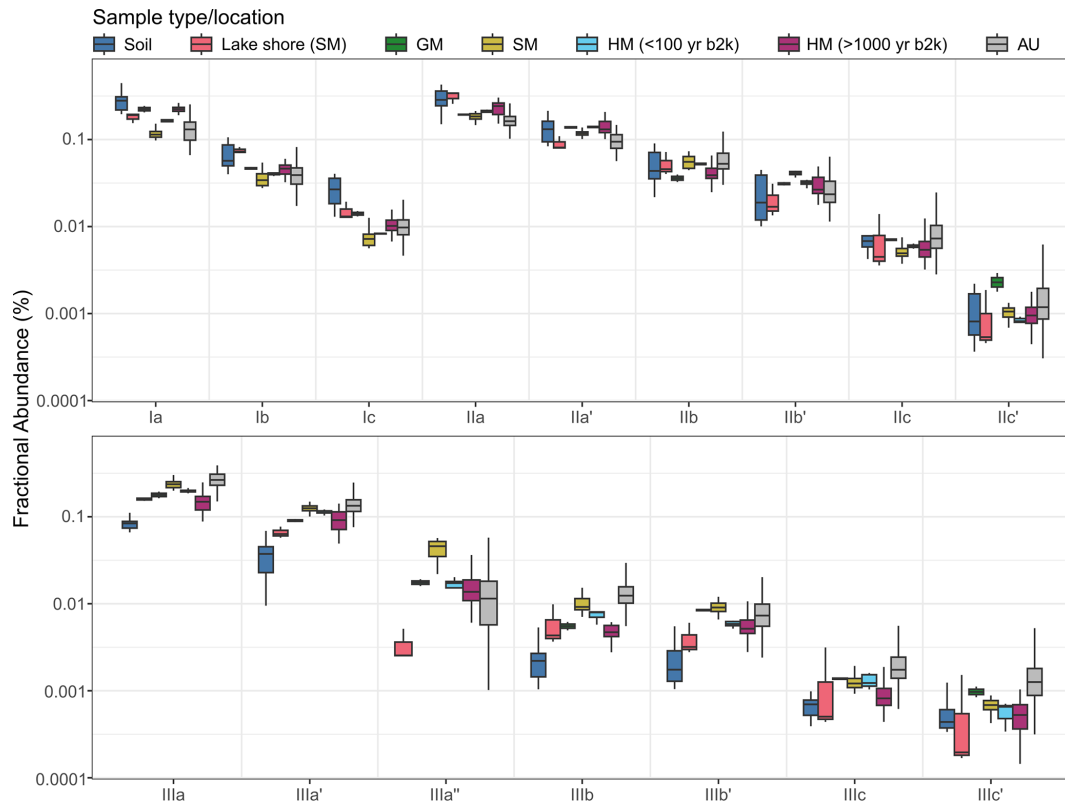 Sample type/location
Soil Lake shore (SM) GM SM HM (<100 yr b2k) HM (>1000 yr b2k) AU
Fractional Abundance (%)
0.1
0.01
0.001
0.0001
Ia Ib Ic IIa IIa' IIb IIb' IIc IIc'
0.1
0.01
0.001
0.0001
IIIa IIIa' IIIa" IIIb IIIb' IIIc IIIc'